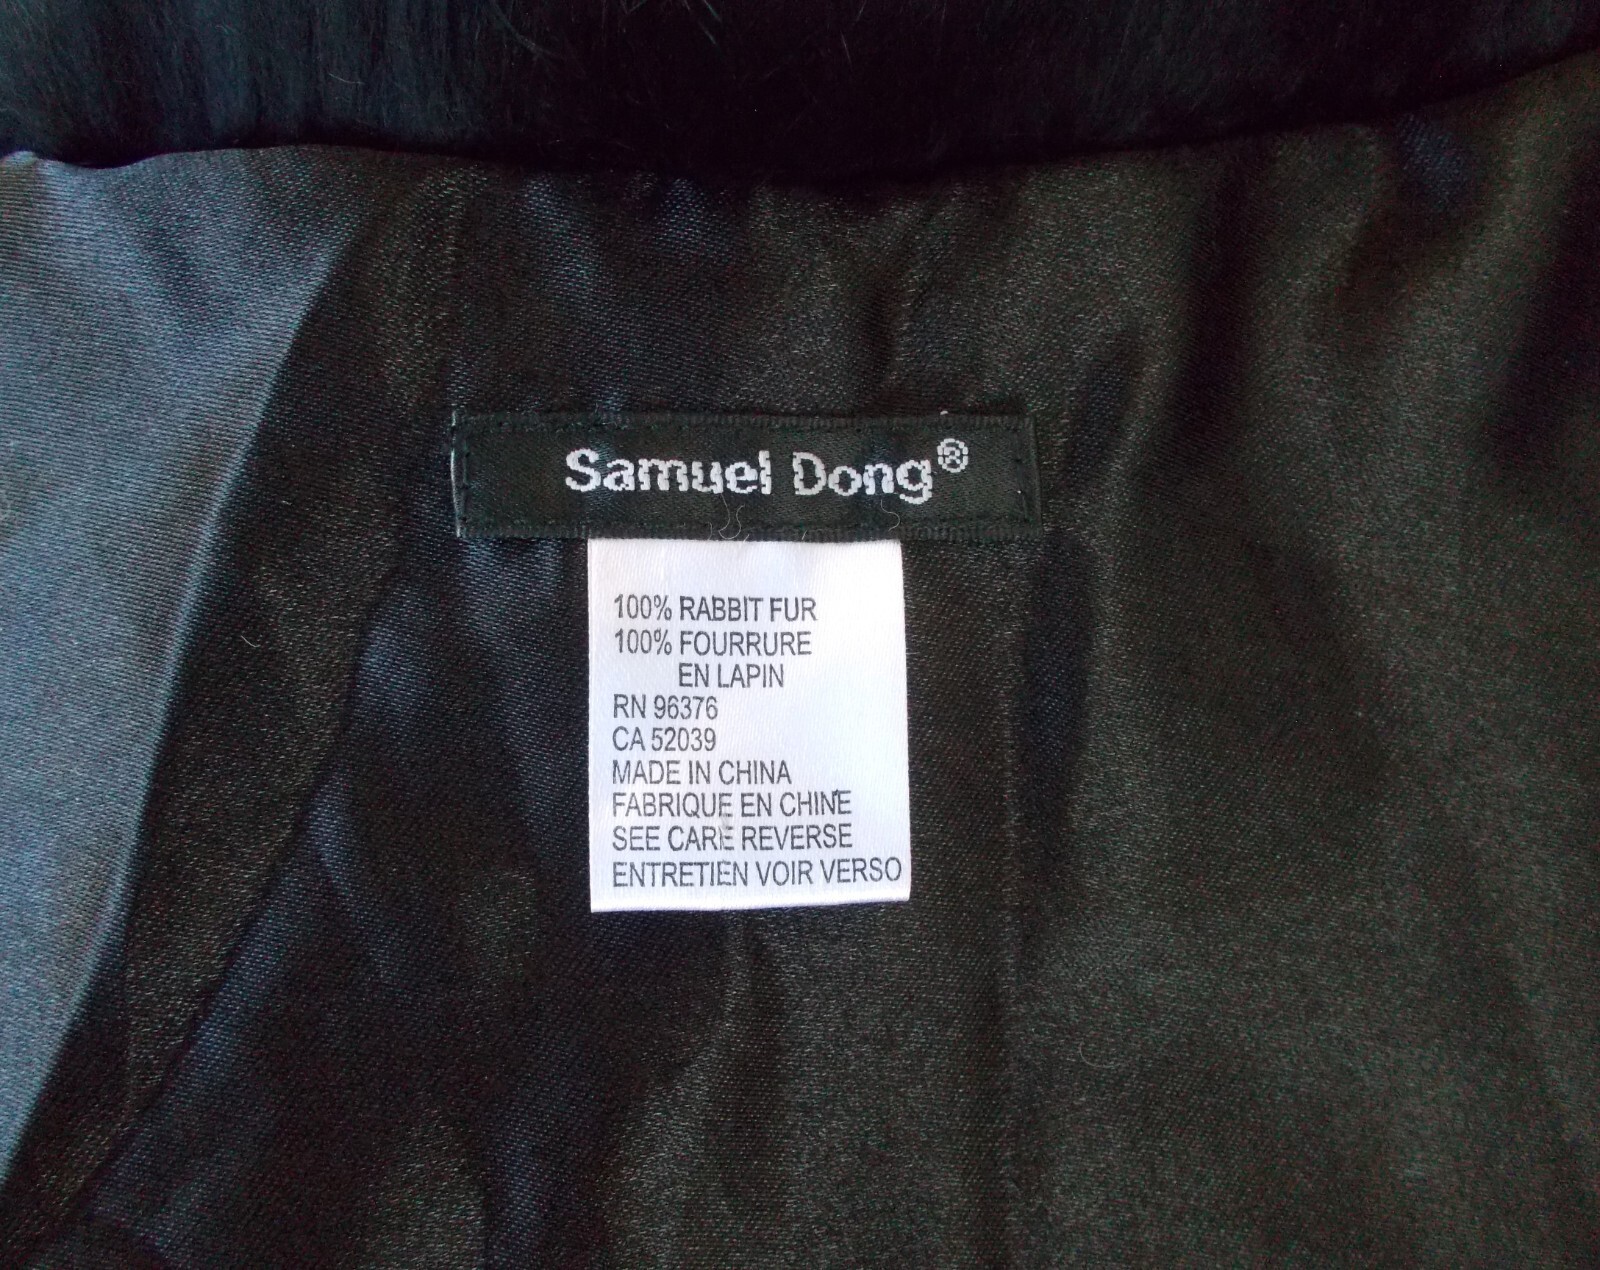 Samuel Dong®
100% RABBIT FUR
100% FOURRURE
EN LAPIN
RN 96376
CA 52039
MADE IN CHINA
FABRIQUE EN CHINE
SEE CARE REVERSE
ENTRETIEN VOIR VERSO